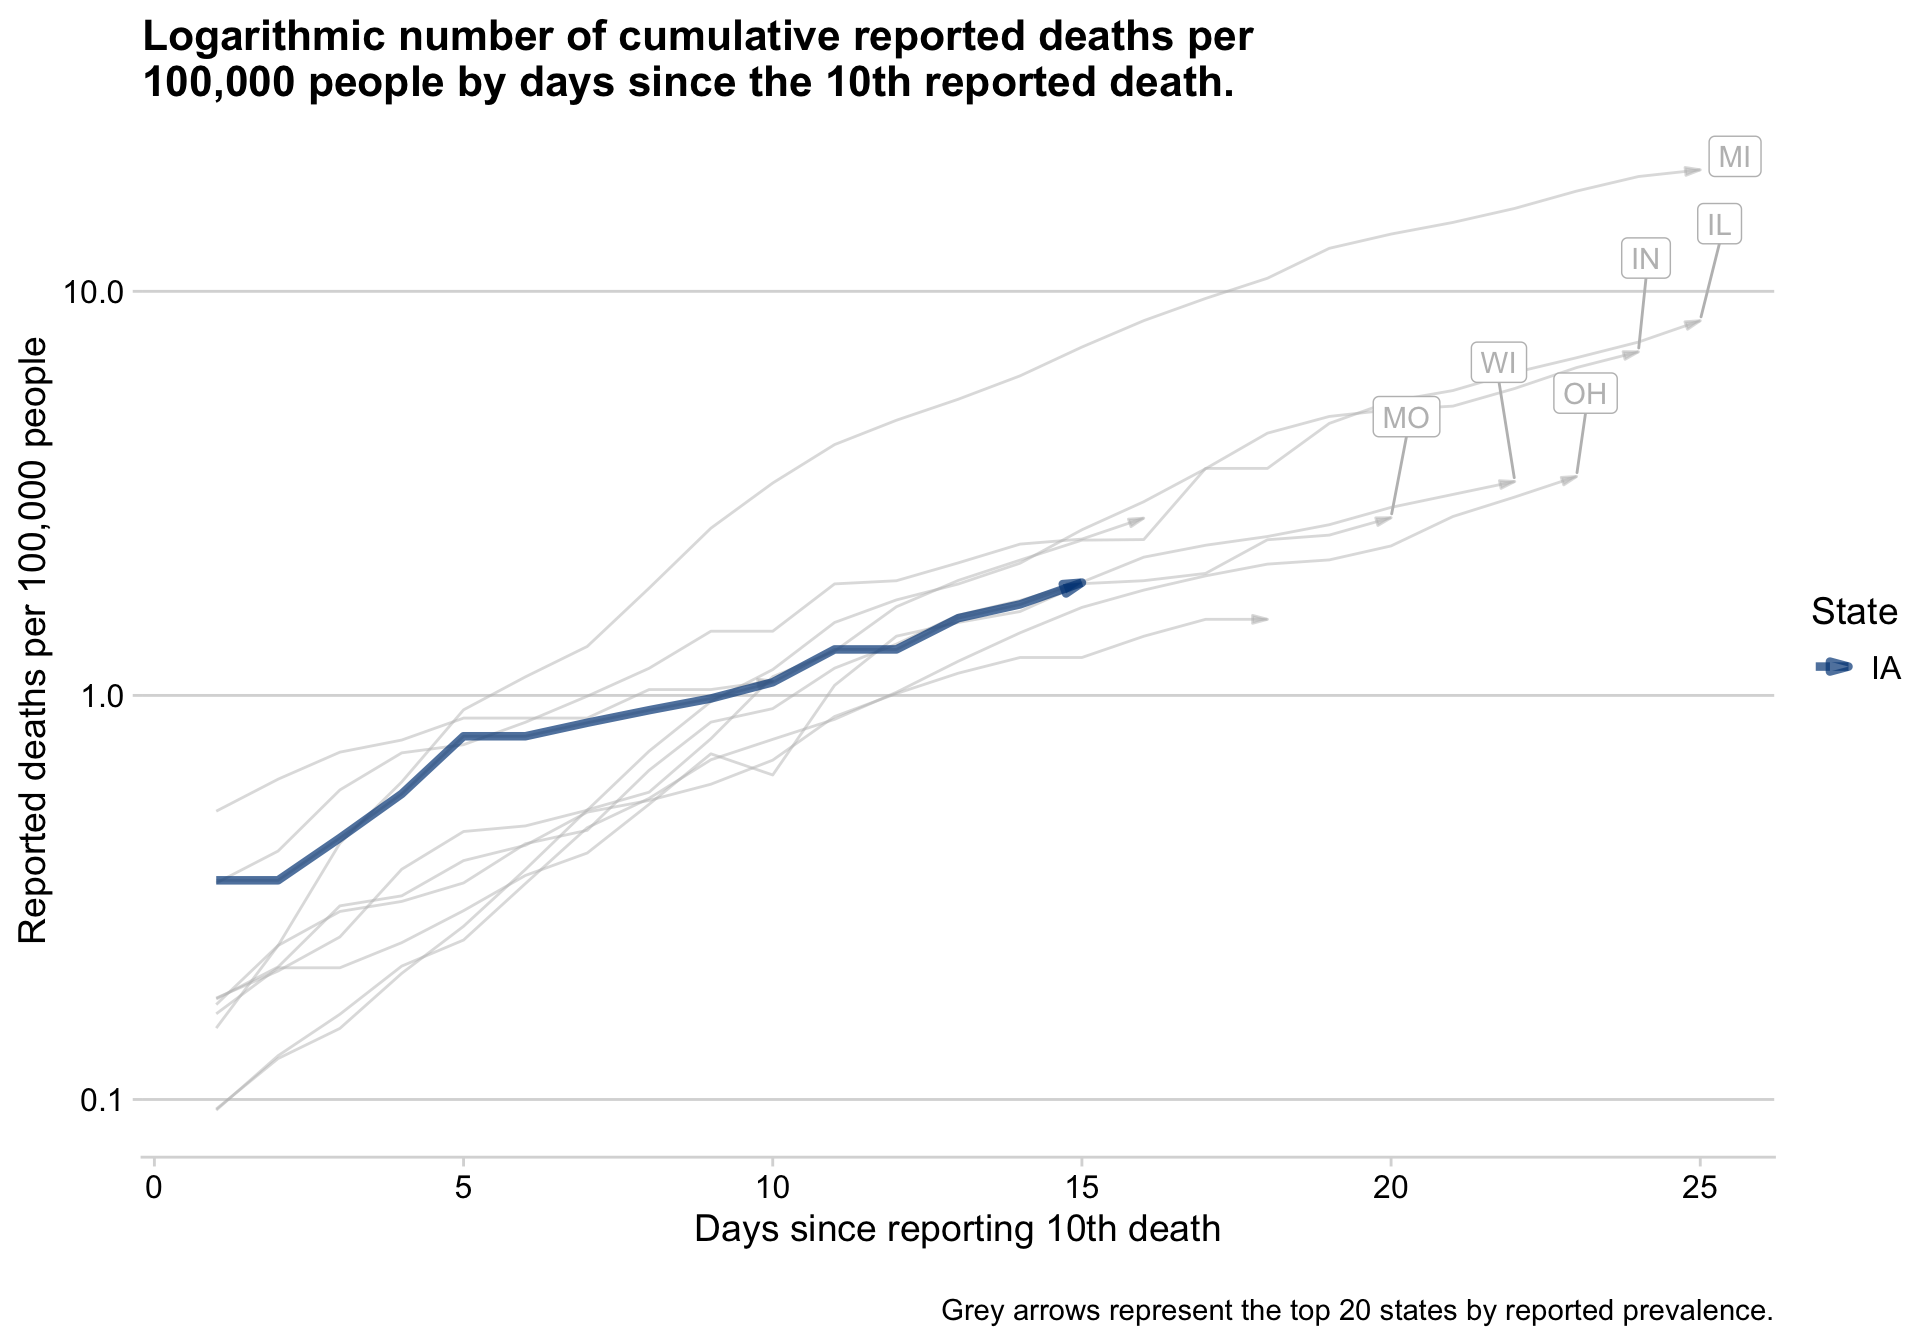 Logarithmic number of cumulative reported deaths per
100,000 people by days since the 10th reported death.
MI
IL
IN
WI
OH
MO
10.0
1.0
0.1
Reported deaths per 100,000 people
State
IA
0 5 10 15 20 25
Days since reporting 10th death
Grey arrows represent the top 20 states by reported prevalence.